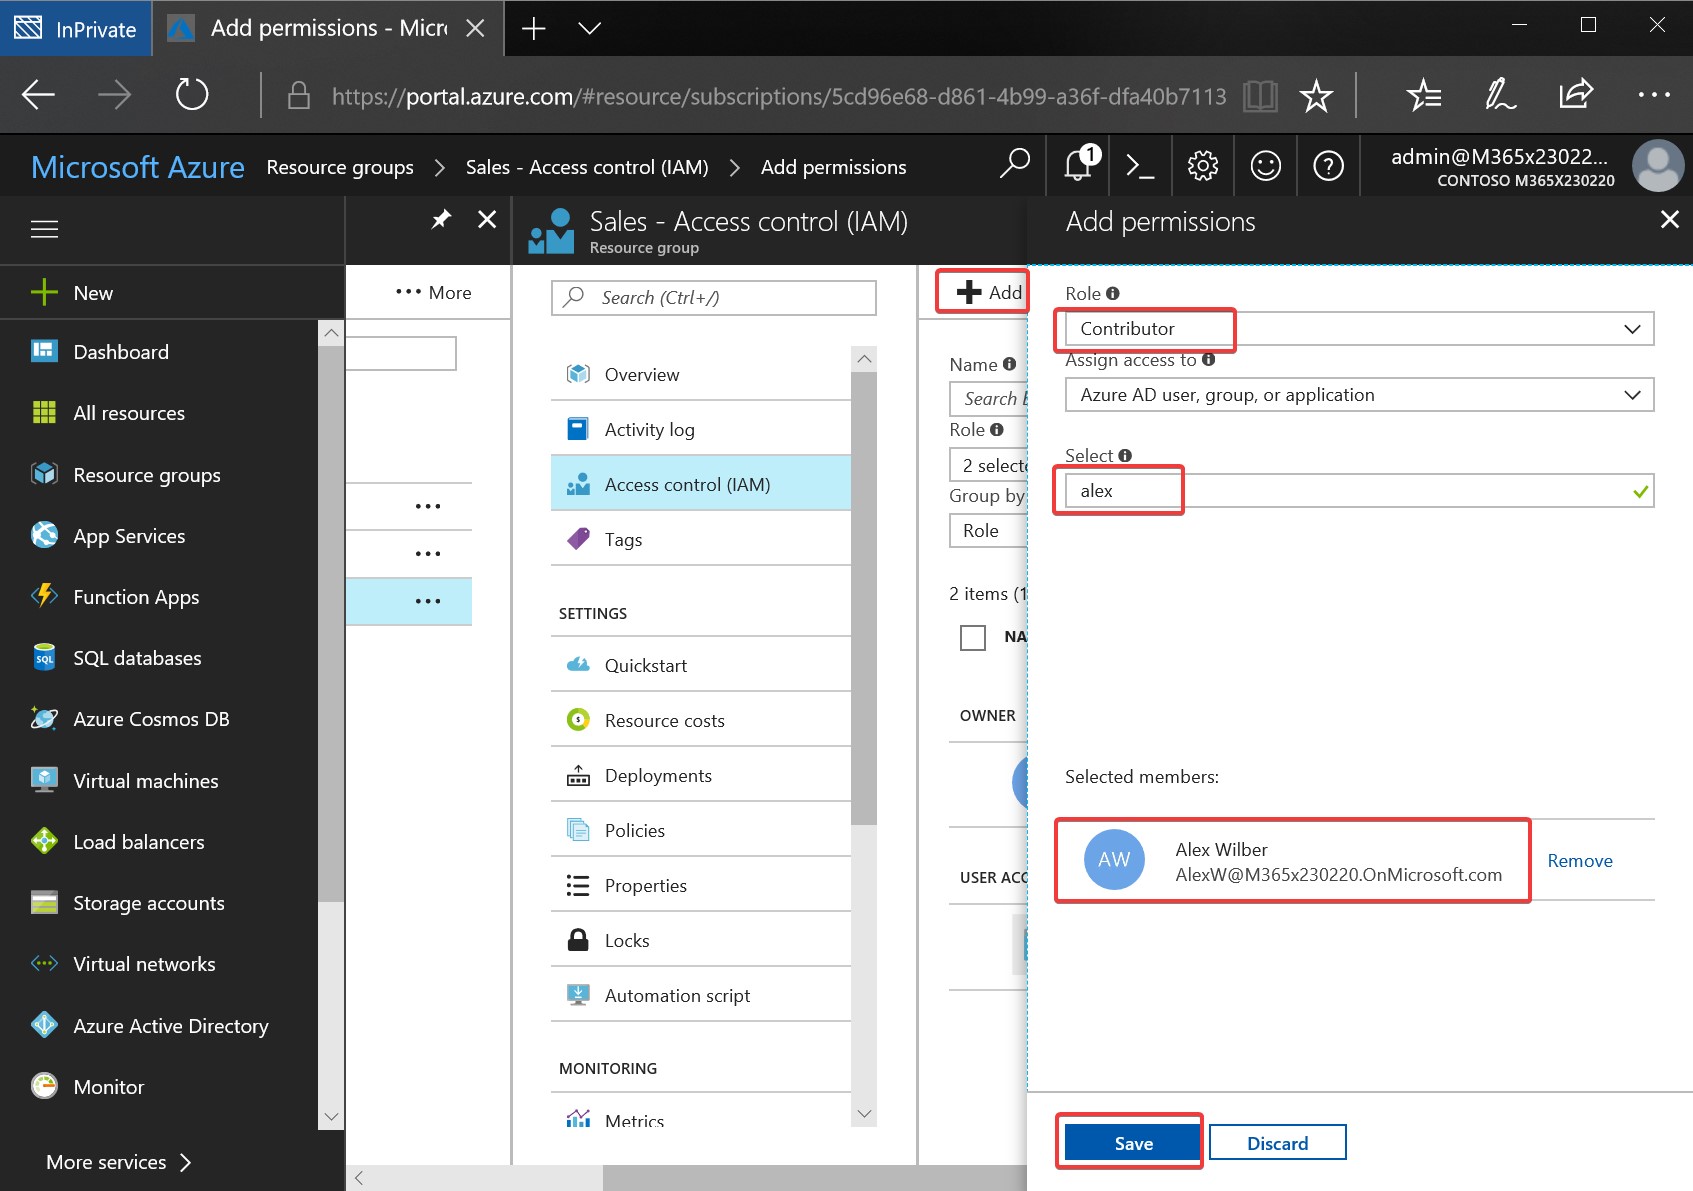 InPrivate
Add permissions - Micr
https://portal.azure.com/#resource/subscriptions/5cd96e68-d861-4b99-a36f-dfa40b7113
Microsoft Azure
Resource groups > Sales - Access control (IAM) > Add permissions
1
admin@M365x23022...
CONTOSO M365X230220
New
Dashboard
All resources
Resource groups
App Services
Function Apps
SQL databases
Azure Cosmos DB
Virtual machines
Load balancers
Storage accounts
Virtual networks
Azure Active Directory
Monitor
More services >
More
Sales - Access control (IAM)
Resource group
Search (Ctrl+/)
Overview
Activity log
Access control (IAM)
Tags
SETTINGS
Quickstart
Resource costs
Deployments
Policies
Properties
Locks
Automation script
MONITORING
Metrics
Add
Name
Search
Role
2 select
Group by
Role
2 items (1
NA
OWNER
USER ACC
Add permissions
Role
Contributor
Assign access to
Azure AD user, group, or application
Select
alex
Selected members:
AW
Alex Wilber
AlexW@M365x230220.OnMicrosoft.com
Remove
Save
Discard